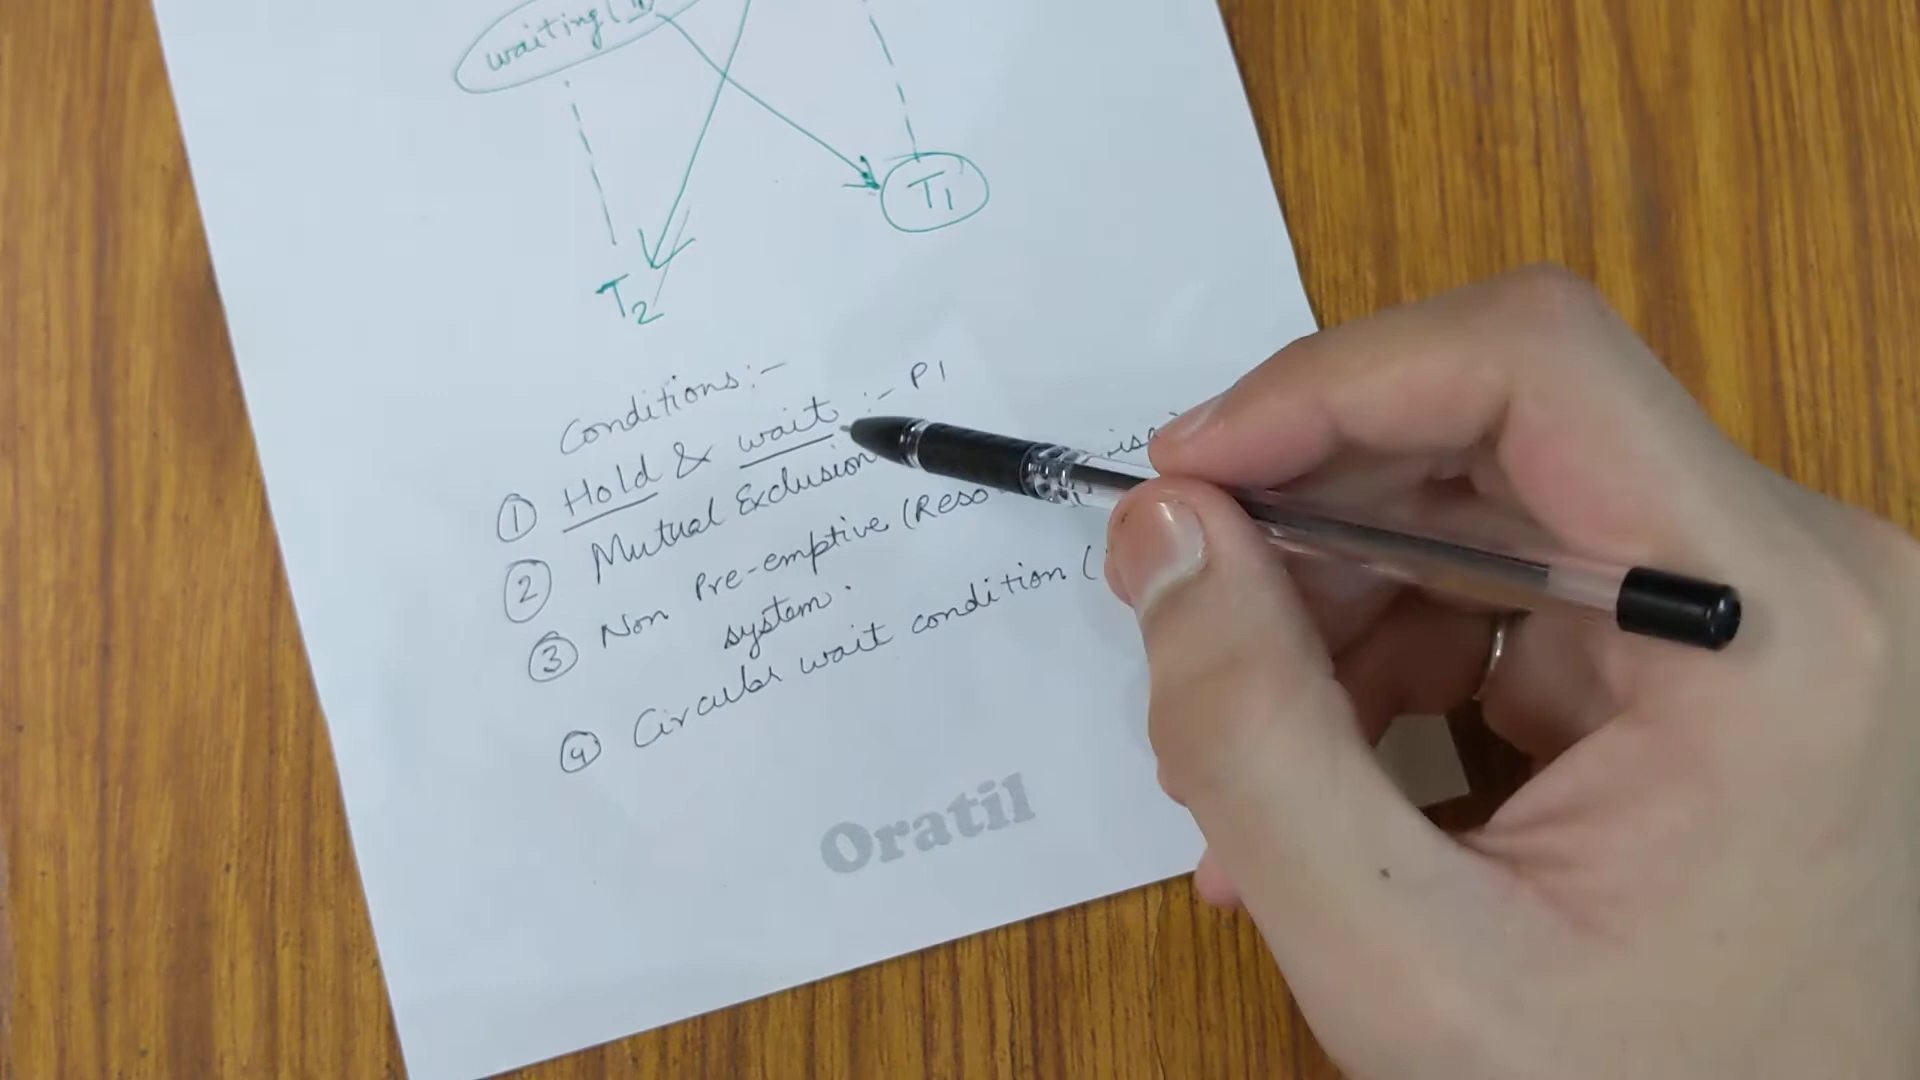 waiting(
T1
T2
Conditions:-
① Hold & wait :- P1
② Mutual Exclusion
③ Non Pre-emptive (Reso
system.
④ Circular wait condition (
Oratil